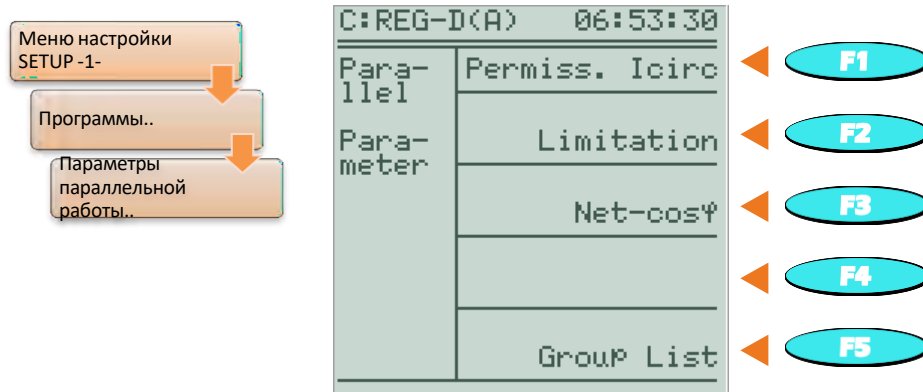 Меню настройки
SETUP -1-
Программы..
Параметры
параллельной
работы..
C:REG-D(A) 06:53:30
Para-
llel
Para-
meter
Permiss. Icirc
Limitation
Net-cosφ
Group List
F1
F2
F3
F4
F5